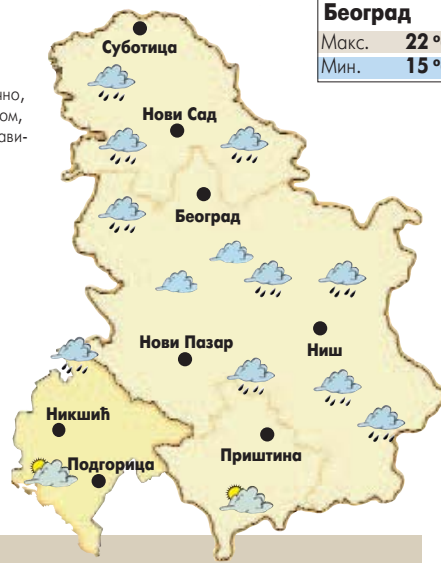 Београд
Макс. 22 °
Мин. 15 °
Суботица
Нови Сад
Београд
Нови Пазар
Ниш
Никшић
Подгорица
Приштина